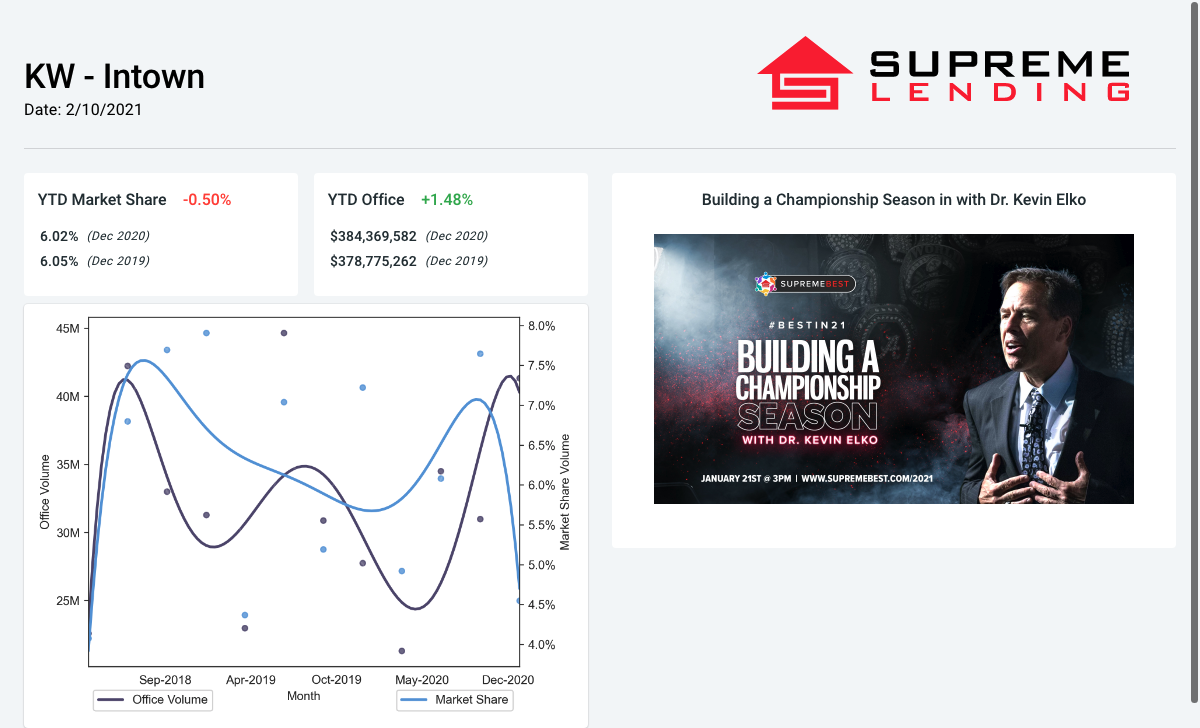 KW - Intown
Date: 2/10/2021
SUPREME
LENDING
YTD Market Share -0.50%
6.02% (Dec 2020)
6.05% (Dec 2019)
YTD Office +1.48%
$384,369,582 (Dec 2020)
$378,775,262 (Dec 2019)
Building a Championship Season in with Dr. Kevin Elko
SUPREMEBEST
#BESTIN21
BUILDING A
CHAMPIONSHIP
SEASON
WITH DR. KEVIN ELKO
JANUARY 21ST @ 3PM | WWW.SUPREMEBEST.COM/2021
45M
40M
35M
30M
25M
Office Volume
8.0%
7.5%
7.0%
6.5%
6.0%
5.5%
5.0%
4.5%
4.0%
Market Share Volume
Sep-2018 Apr-2019 Oct-2019 May-2020 Dec-2020
Month
Office Volume
Market Share